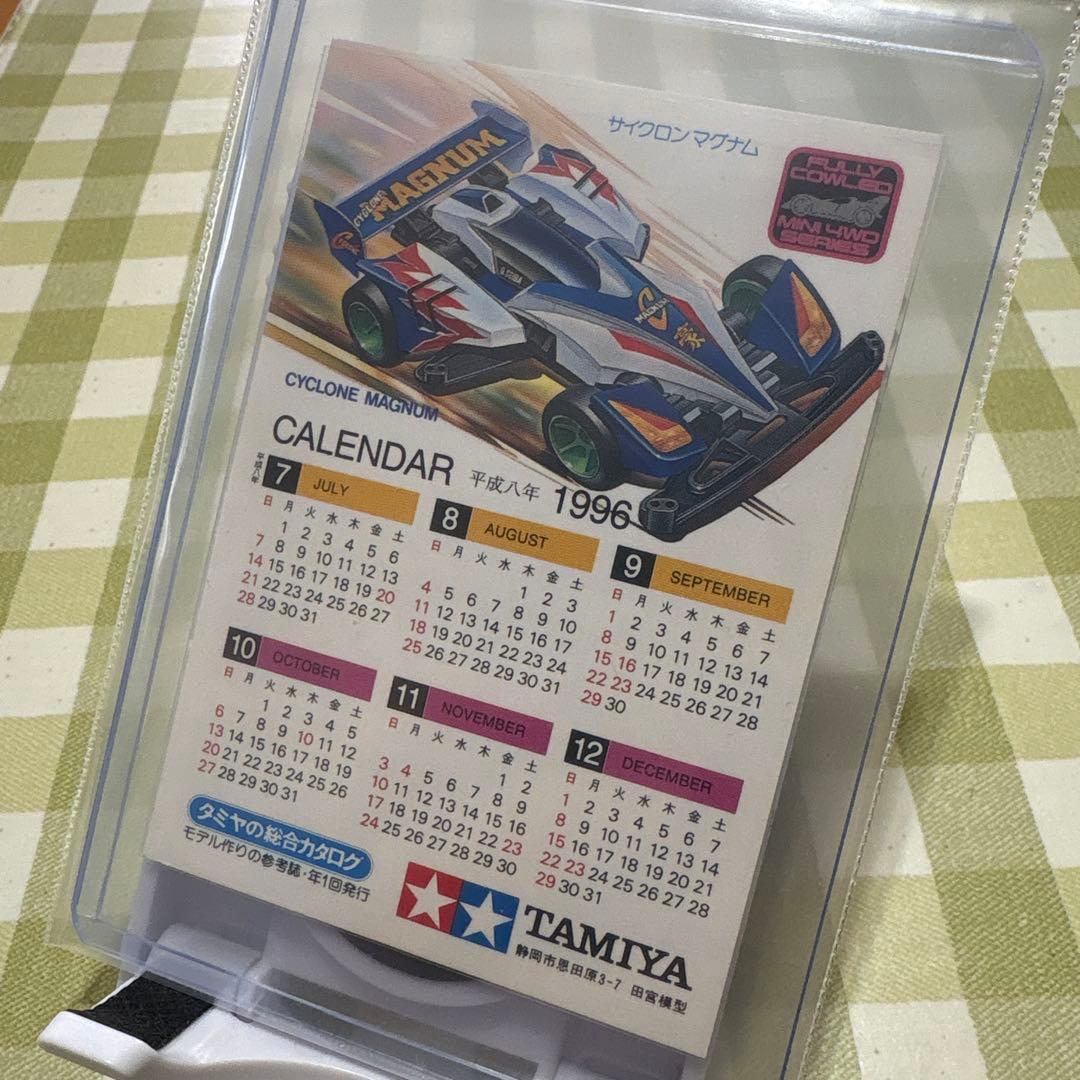 サイクロン マグナム
FULLY
COWLED
MINI 4WD
SERIES
CYCLONE
MAGNUM
MAGNUM
豪
CYCLONE MAGNUM
CALENDAR 平成八年 1996
平成八年
7 JULY
日 月 火 水 木 金 土
1 2 3 4 5 6
7 8 9 10 11 12 13
14 15 16 17 18 19 20
21 22 23 24 25 26 27
28 29 30 31
8 AUGUST
日 月 火 水 木 金 土
1 2 3
4 5 6 7 8 9 10
11 12 13 14 15 16 17
18 19 20 21 22 23 24
25 26 27 28 29 30 31
9 SEPTEMBER
日 月 火 水 木 金 土
1 2 3 4 5 6 7
8 9 10 11 12 13 14
15 16 17 18 19 20 21
22 23 24 25 26 27 28
29 30
10 OCTOBER
日 月 火 水 木 金 土
1 2 3 4 5
6 7 8 9 10 11 12
13 14 15 16 17 18 19
20 21 22 23 24 25 26
27 28 29 30 31
11 NOVEMBER
日 月 火 水 木 金 土
1 2
3 4 5 6 7 8 9
10 11 12 13 14 15 16
17 18 19 20 21 22 23
24 25 26 27 28 29 30
12 DECEMBER
日 月 火 水 木 金 土
1 2 3 4 5 6 7
8 9 10 11 12 13 14
15 16 17 18 19 20 21
22 23 24 25 26 27 28
29 30 31
タミヤの総合カタログ
モデル作りの参考誌・年1回発行
TAMIYA
静岡市恩田原3-7 田宮模型